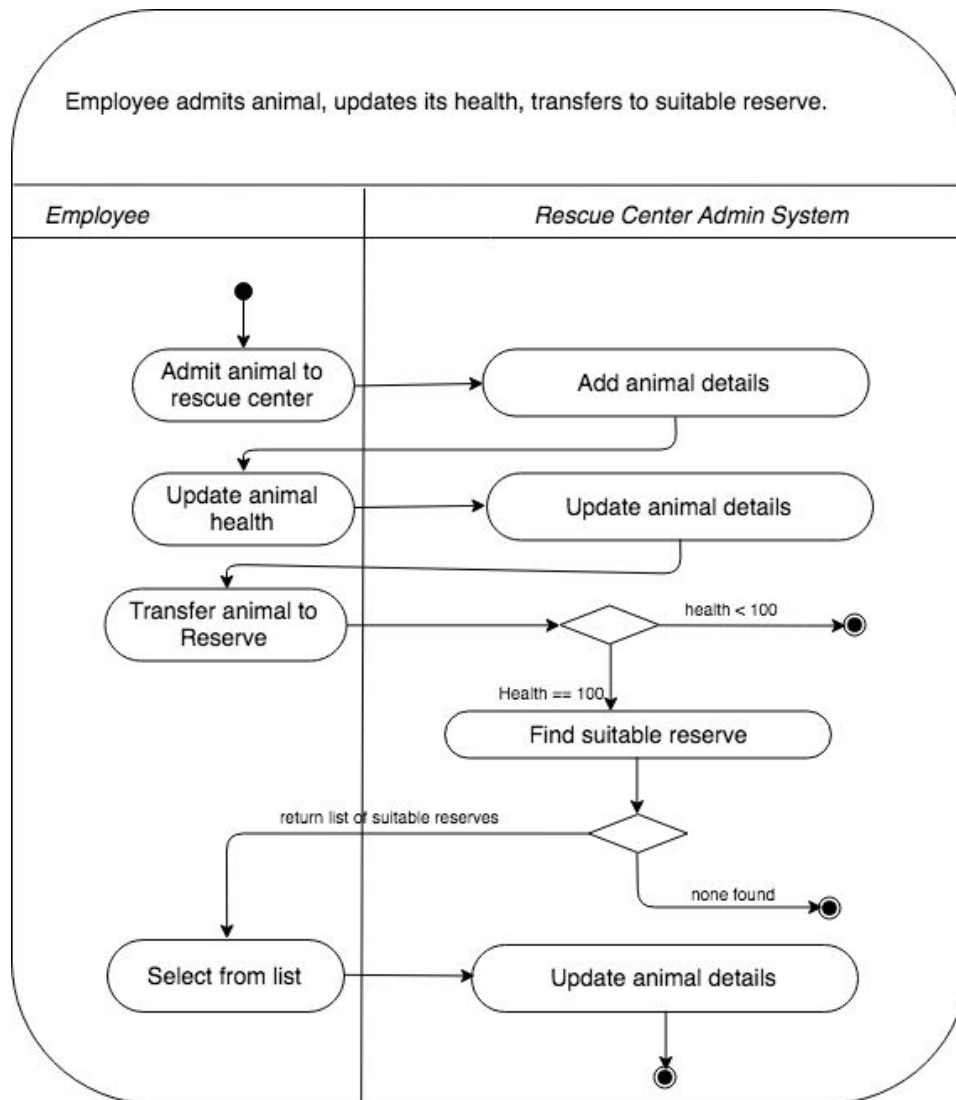 Employee admits animal, updates its health, transfers to suitable reserve.
Employee
Rescue Center Admin System
Admit animal to
rescue center
Add animal details
Update animal
health
Update animal details
Transfer animal to
Reserve
health < 100
Health == 100
Find suitable reserve
return list of suitable reserves
none found
Select from list
Update animal details